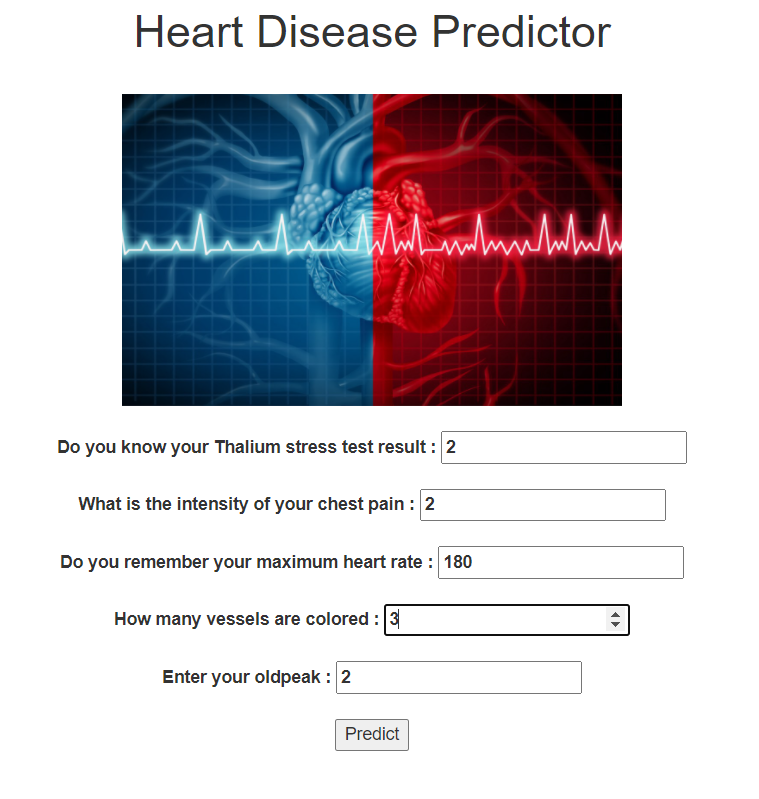 Heart Disease Predictor
Do you know your Thalium stress test result : 2
What is the intensity of your chest pain : 2
Do you remember your maximum heart rate : 180
How many vessels are colored : 3
Enter your oldpeak : 2
Predict